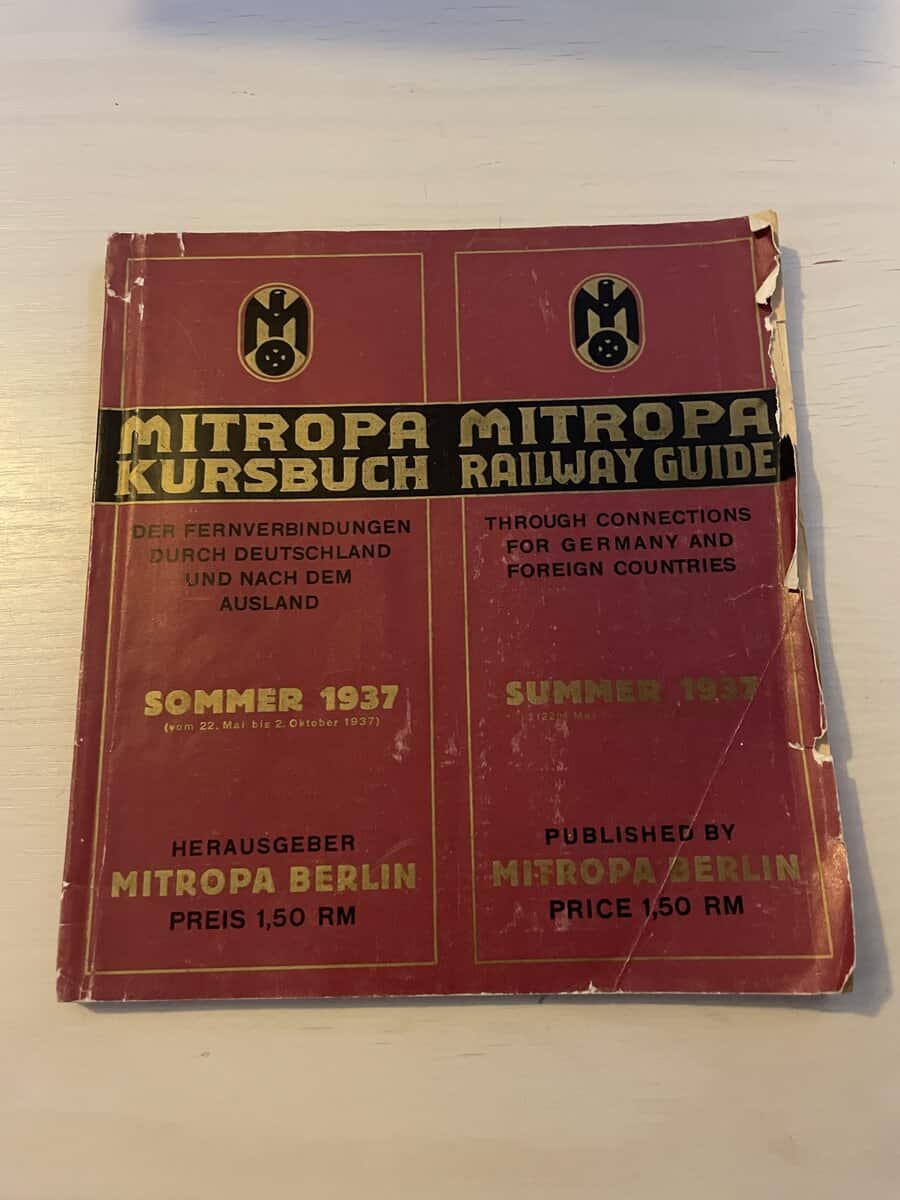 MITROPA
KURSBUCH
DER FERNVERBINDUNGEN
DURCH DEUTSCHLAND
UND NACH DEM
AUSLAND
SOMMER 1937
(vom 22. Mai bis 2. Oktober 1937)
HERAUSGEBER
MITROPA BERLIN
PREIS 1,50 RM
MITROPA
RAILWAY GUIDE
THROUGH CONNECTIONS
FOR GERMANY AND
FOREIGN COUNTRIES
SUMMER 1937
PUBLISHED BY
MITROPA BERLIN
PRICE 1,50 RM